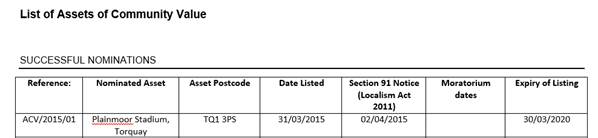 List of Assets of Community Value
SUCCESSFUL NOMINATIONS
Reference: Nominated Asset Asset Postcode Date Listed Section 91 Notice (Localism Act 2011) Moratorium dates Expiry of Listing
ACV/2015/01 Plainmoor Stadium, Torquay TQ1 3PS 31/03/2015 02/04/2015 30/03/2020